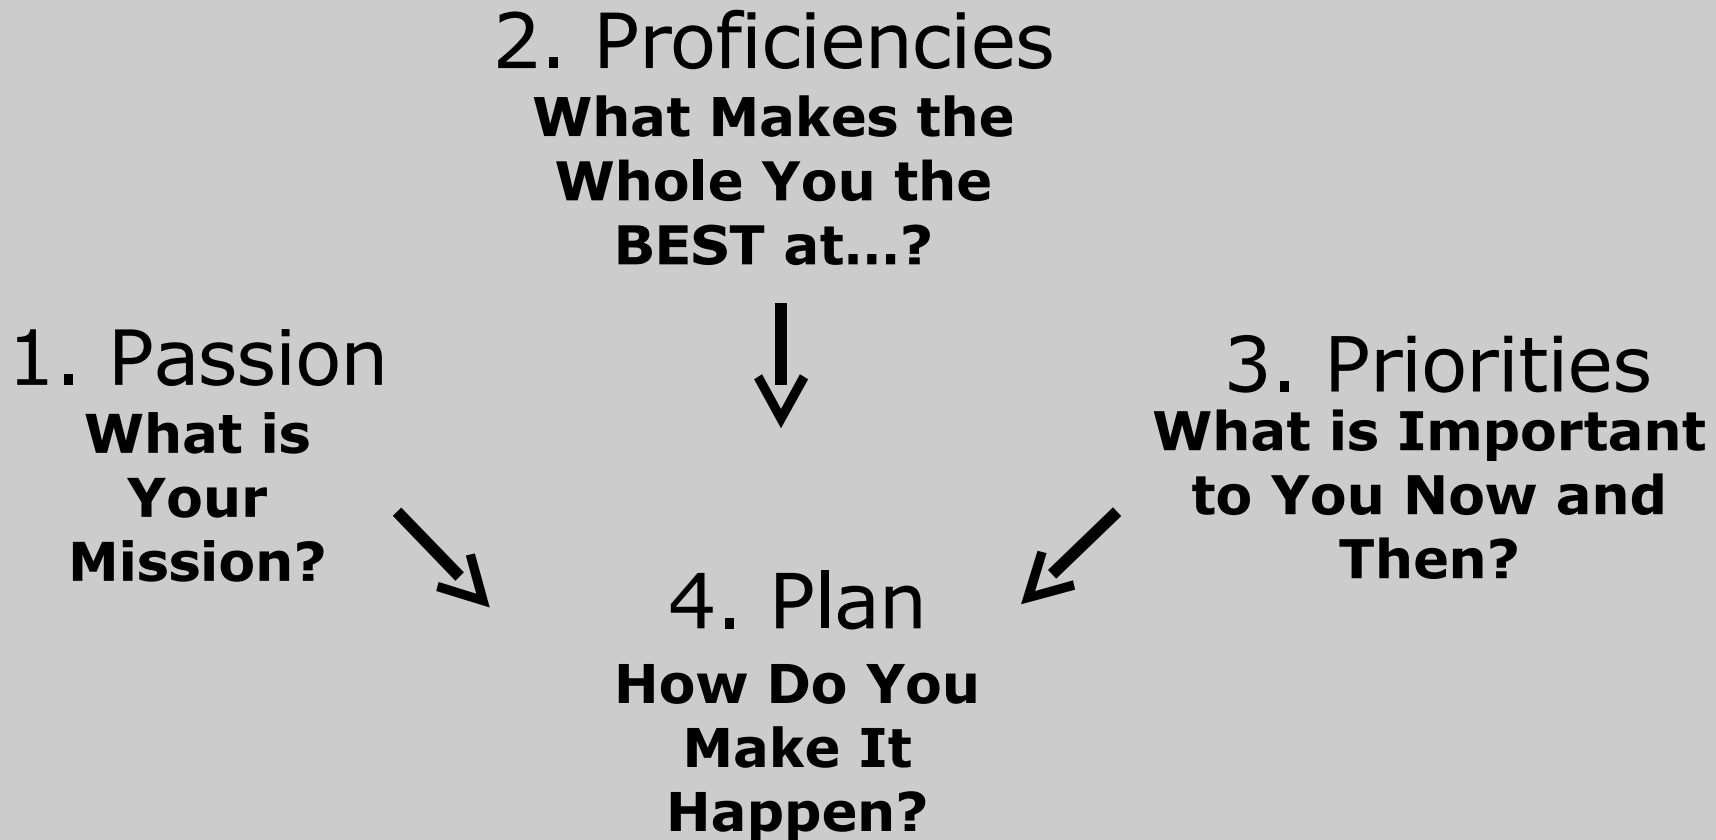 2. Proficiencies
What Makes the
Whole You the
BEST at...?
1. Passion
What is
Your
Mission?
3. Priorities
What is Important
to You Now and
Then?
4. Plan
How Do You
Make It
Happen?